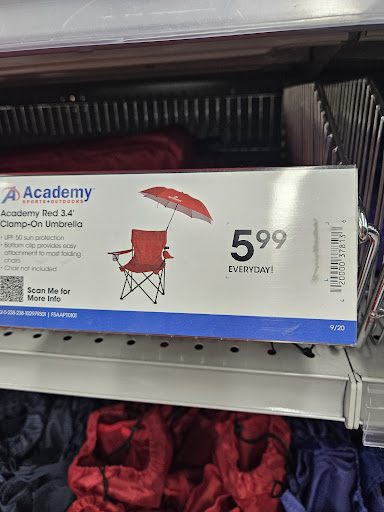 Academy
SPORTS+OUTDOORS
Academy Red 3.4'
Clamp-On Umbrella
• UPF 50 sun protection
• Bottom clip provides easy
attachment to most folding
chairs
• Chair not included
Scan Me for
More Info
5.99
EVERYDAY!
9/20